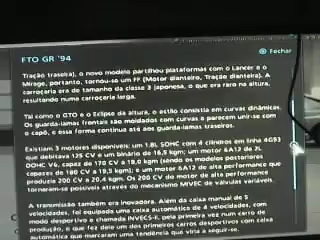 FTO GR '94
Fechar
Tração traseira), o novo modelo partilhou plataformas com o Lancer e o
Mirage, portanto, tornou-se um FF (Motor dianteiro, Tração dianteira). A
carroçaria era de tamanho da classe 3 japonesa, o que era raro na altura,
resultando numa carroçaria larga.
Tal como o GTO e o Eclipse da altura, o estilo consistia em curvas dinâmicas.
Os guarda-lamas frontais são moldados com curvas a parecer unir-se com
o capô, e essa forma continua até aos guarda-lamas traseiros.
Existiam 3 motores disponíveis: um 1.8L SOHC com 4 cilindros em linha 4G93
que debitava 125 CV e um binário de 16,5 kgm; um motor 6A12 de 2L
DOHC V6, capaz de 170 CV e 19,0 kgm (sendo os modelos posteriores
capazes de 180 CV e 19,5 kgm); e um motor 6A12 de alta performance que
produzia 200 CV e 20,4 kgm. Os 200 CV do motor de alta performance
tornaram-se possíveis através do mecanismo MIVEC de válvulas variáveis.
A transmissão também era inovadora. Além da caixa manual de 5
velocidades, foi equipado uma caixa automática de 4 velocidades, com
modo desportivo e chamada INVECS-II, pela primeira vez num carro de
produção, o que fez dele um dos primeiros carros desportivos com caixa
automática que marcaram uma tendência que viria a seguir-se.